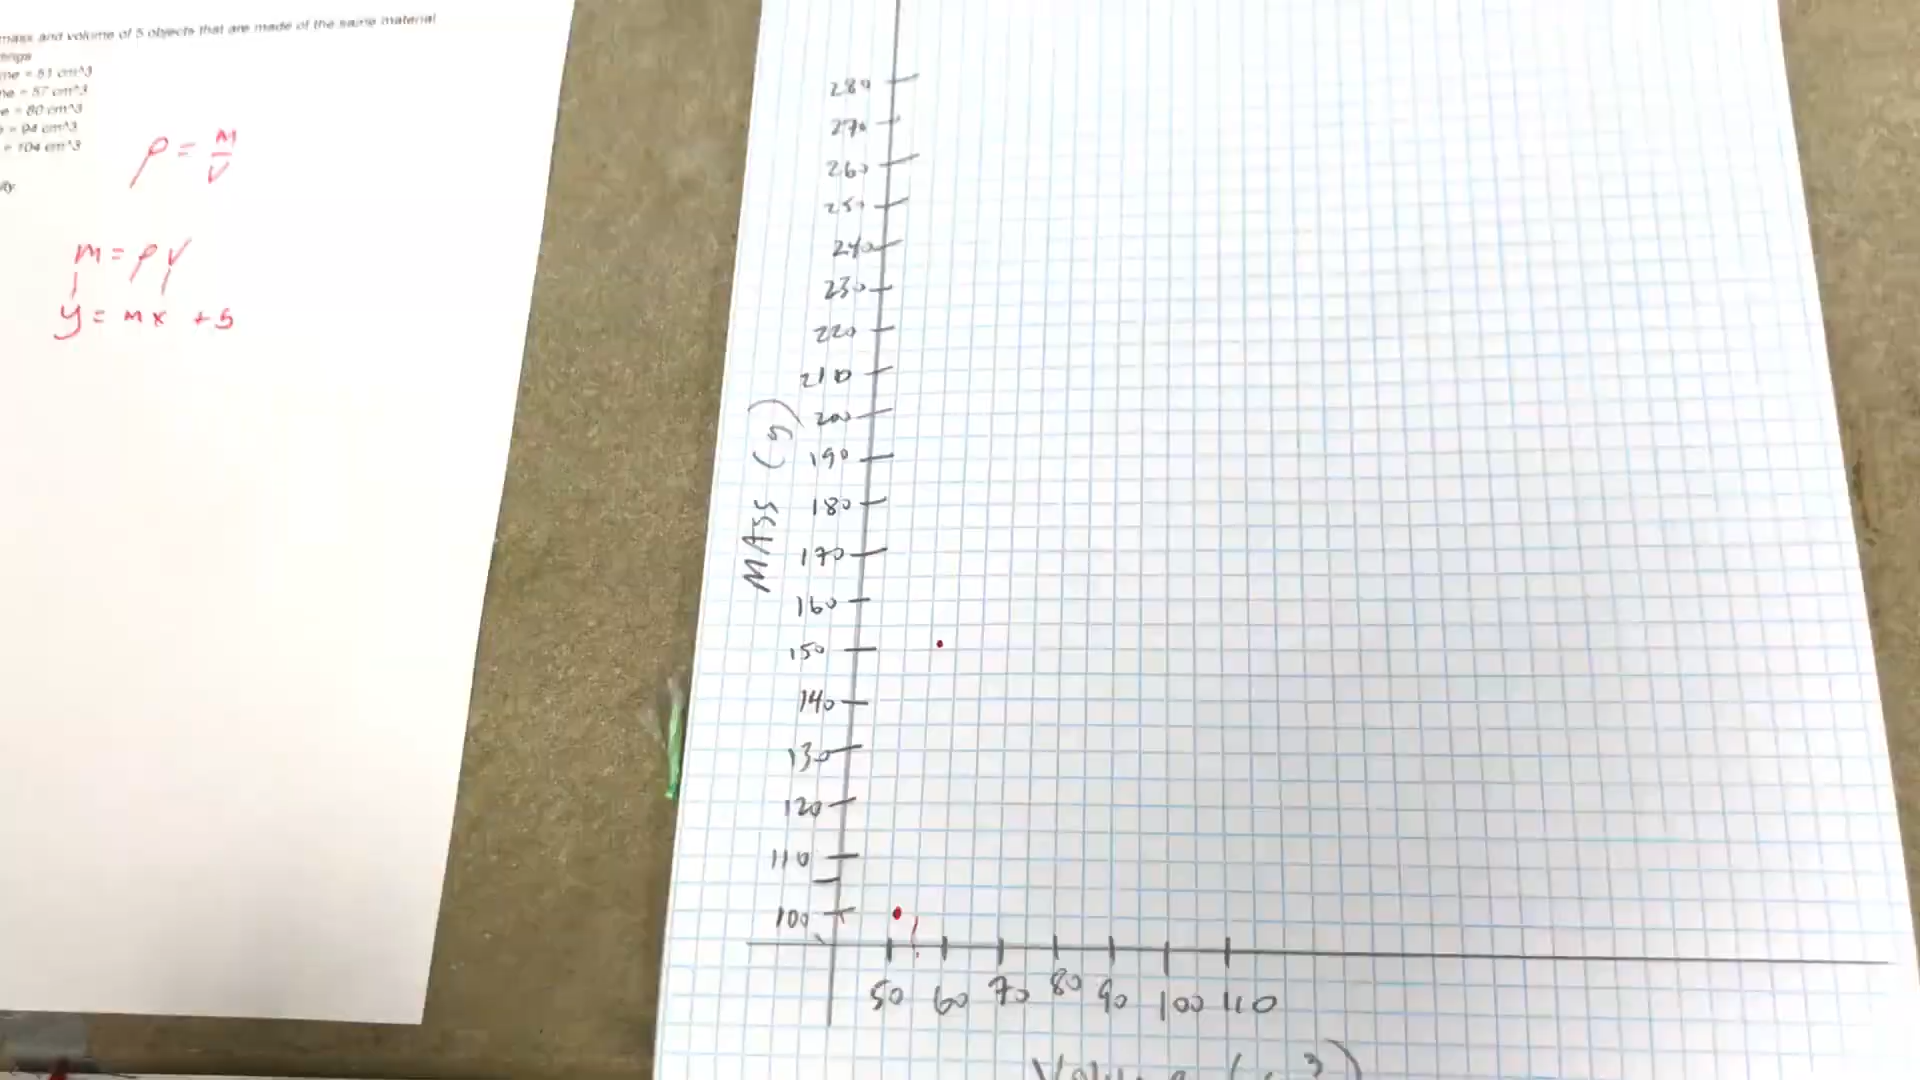 mass and volume of 5 objects that are made of the same material
= 51 cm^3
= 57 cm^3
= 80 cm^3
= 94 cm^3
= 104 cm^3
ρ = M/V
m = ρV
y = mx + b
280
270
260
250
240
230
220
210
200
190
180
170
160
150
140
130
120
110
100
MASS (g)
50 60 70 80 90 100 110